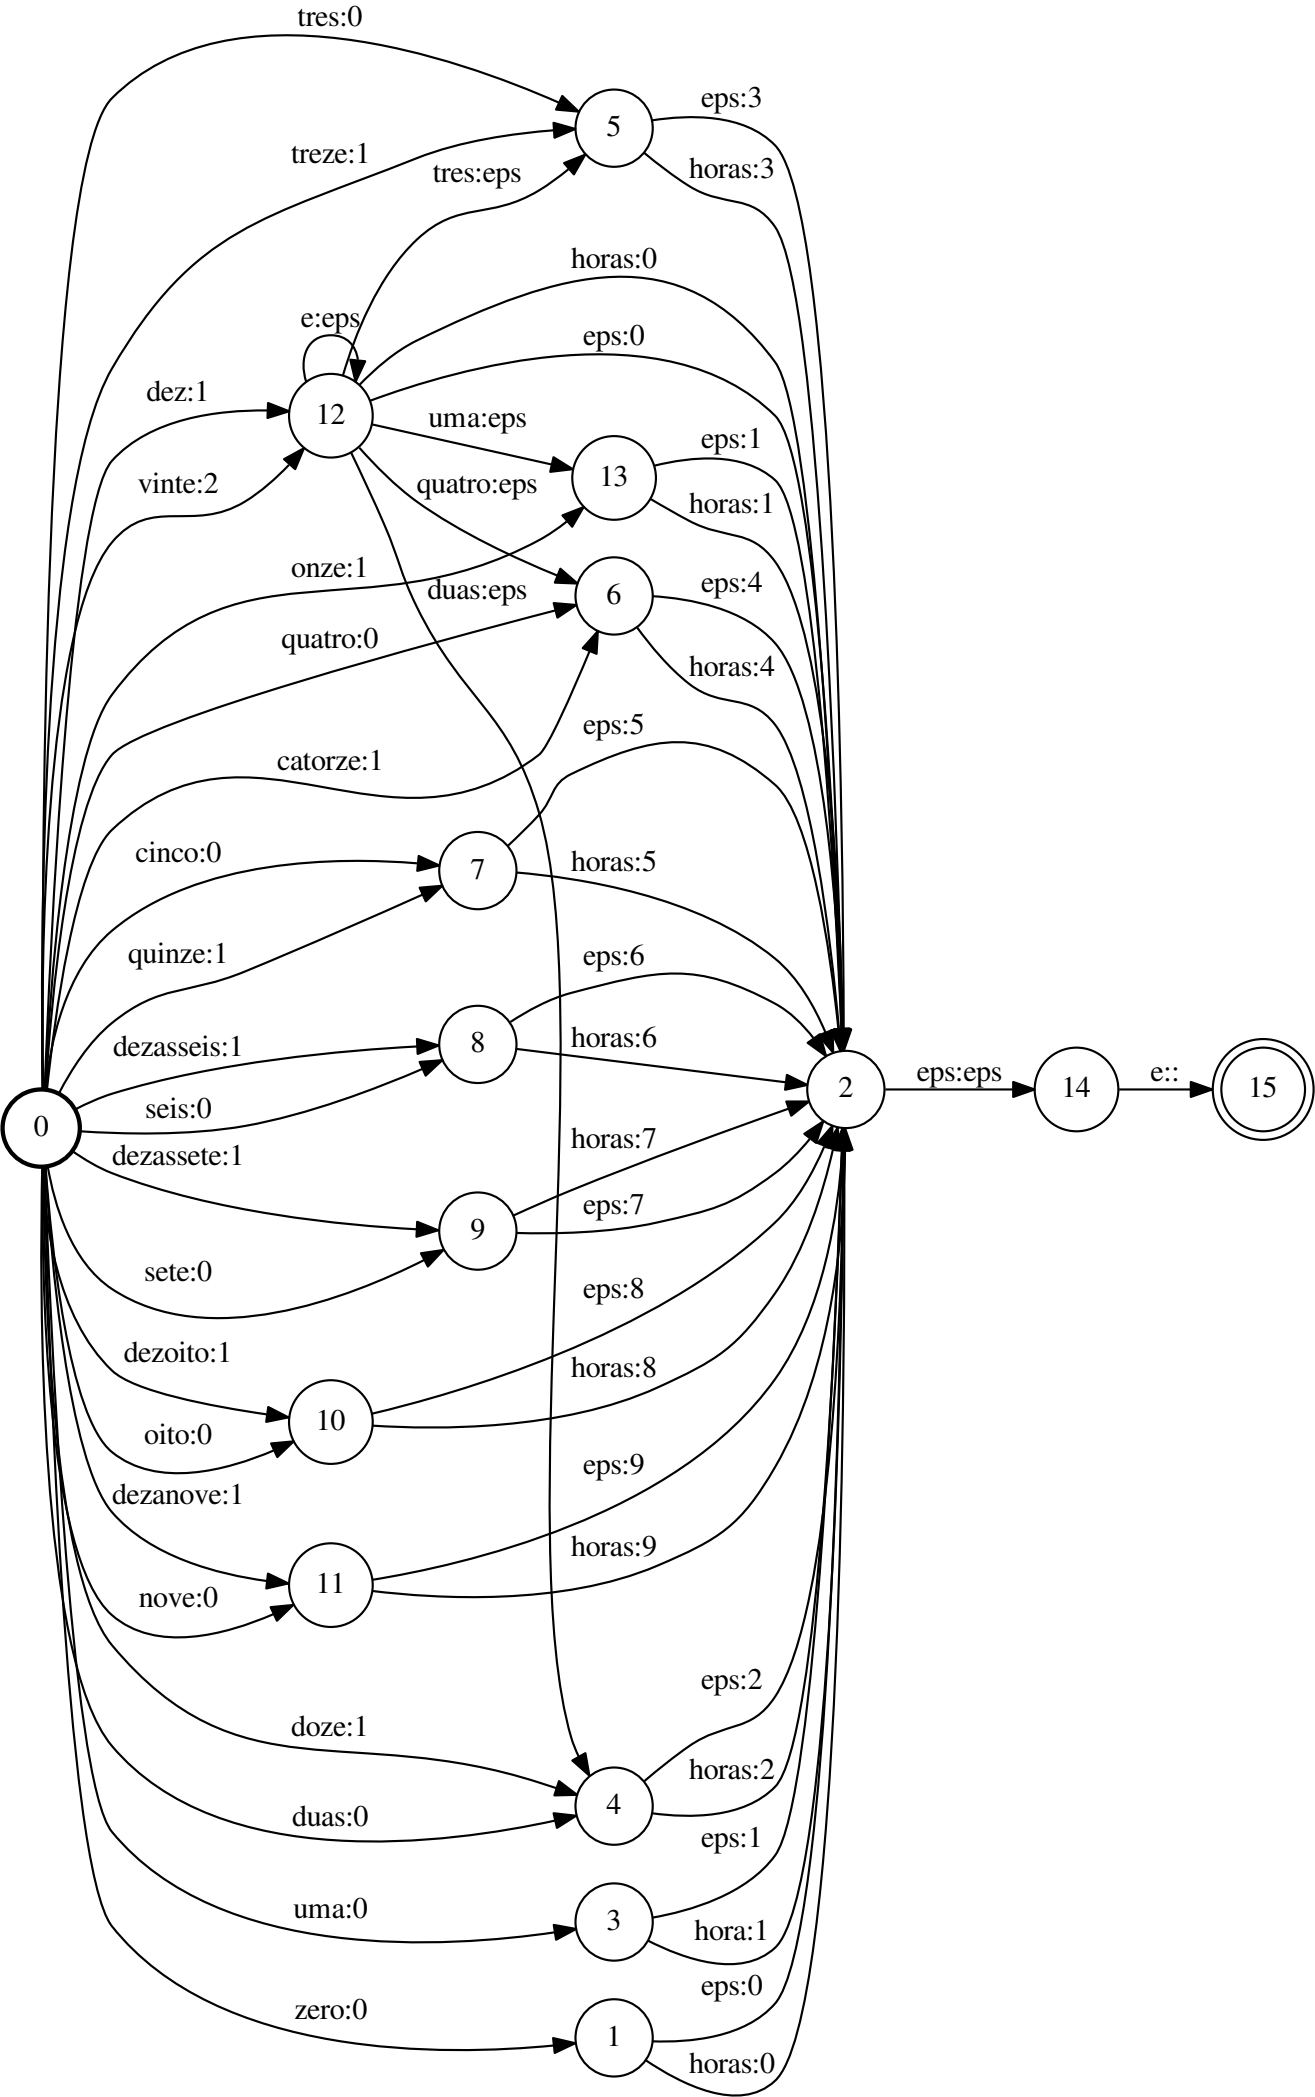 tres:0
eps:3
5
treze:1
horas:3
tres:eps
horas:0
e:eps
eps:0
dez:1
12
uma:eps
eps:1
13
vinte:2
quatro:eps
horas:1
onze:1
duas:eps
6
eps:4
quatro:0
horas:4
eps:5
catorze:1
cinco:0
7
horas:5
quinze:1
eps:6
dezasseis:1
8
horas:6
0
seis:0
2
eps:eps
14
e::
15
horas:7
dezassete:1
eps:7
9
sete:0
eps:8
dezoito:1
horas:8
10
oito:0
eps:9
dezanove:1
horas:9
11
nove:0
eps:2
doze:1
horas:2
4
duas:0
eps:1
uma:0
3
hora:1
eps:0
zero:0
1
horas:0